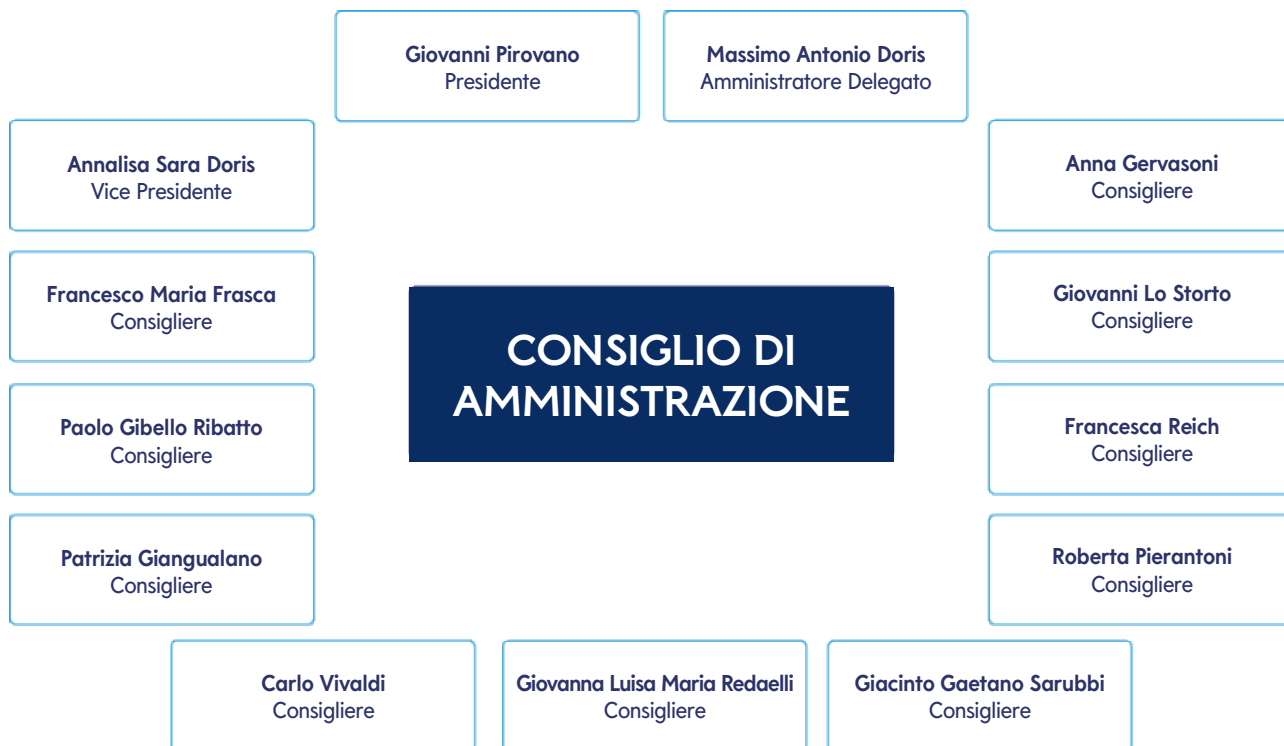 Giovanni Pirovano
Presidente
Massimo Antonio Doris
Amministratore Delegato
Annalisa Sara Doris
Vice Presidente
Anna Gervasoni
Consigliere
Francesco Maria Frasca
Consigliere
Giovanni Lo Storto
Consigliere
CONSIGLIO DI
AMMINISTRAZIONE
Paolo Gibello Ribatto
Consigliere
Francesca Reich
Consigliere
Patrizia Giangualano
Consigliere
Roberta Pierantoni
Consigliere
Carlo Vivaldi
Consigliere
Giovanna Luisa Maria Redaelli
Consigliere
Giacinto Gaetano Sarubbi
Consigliere